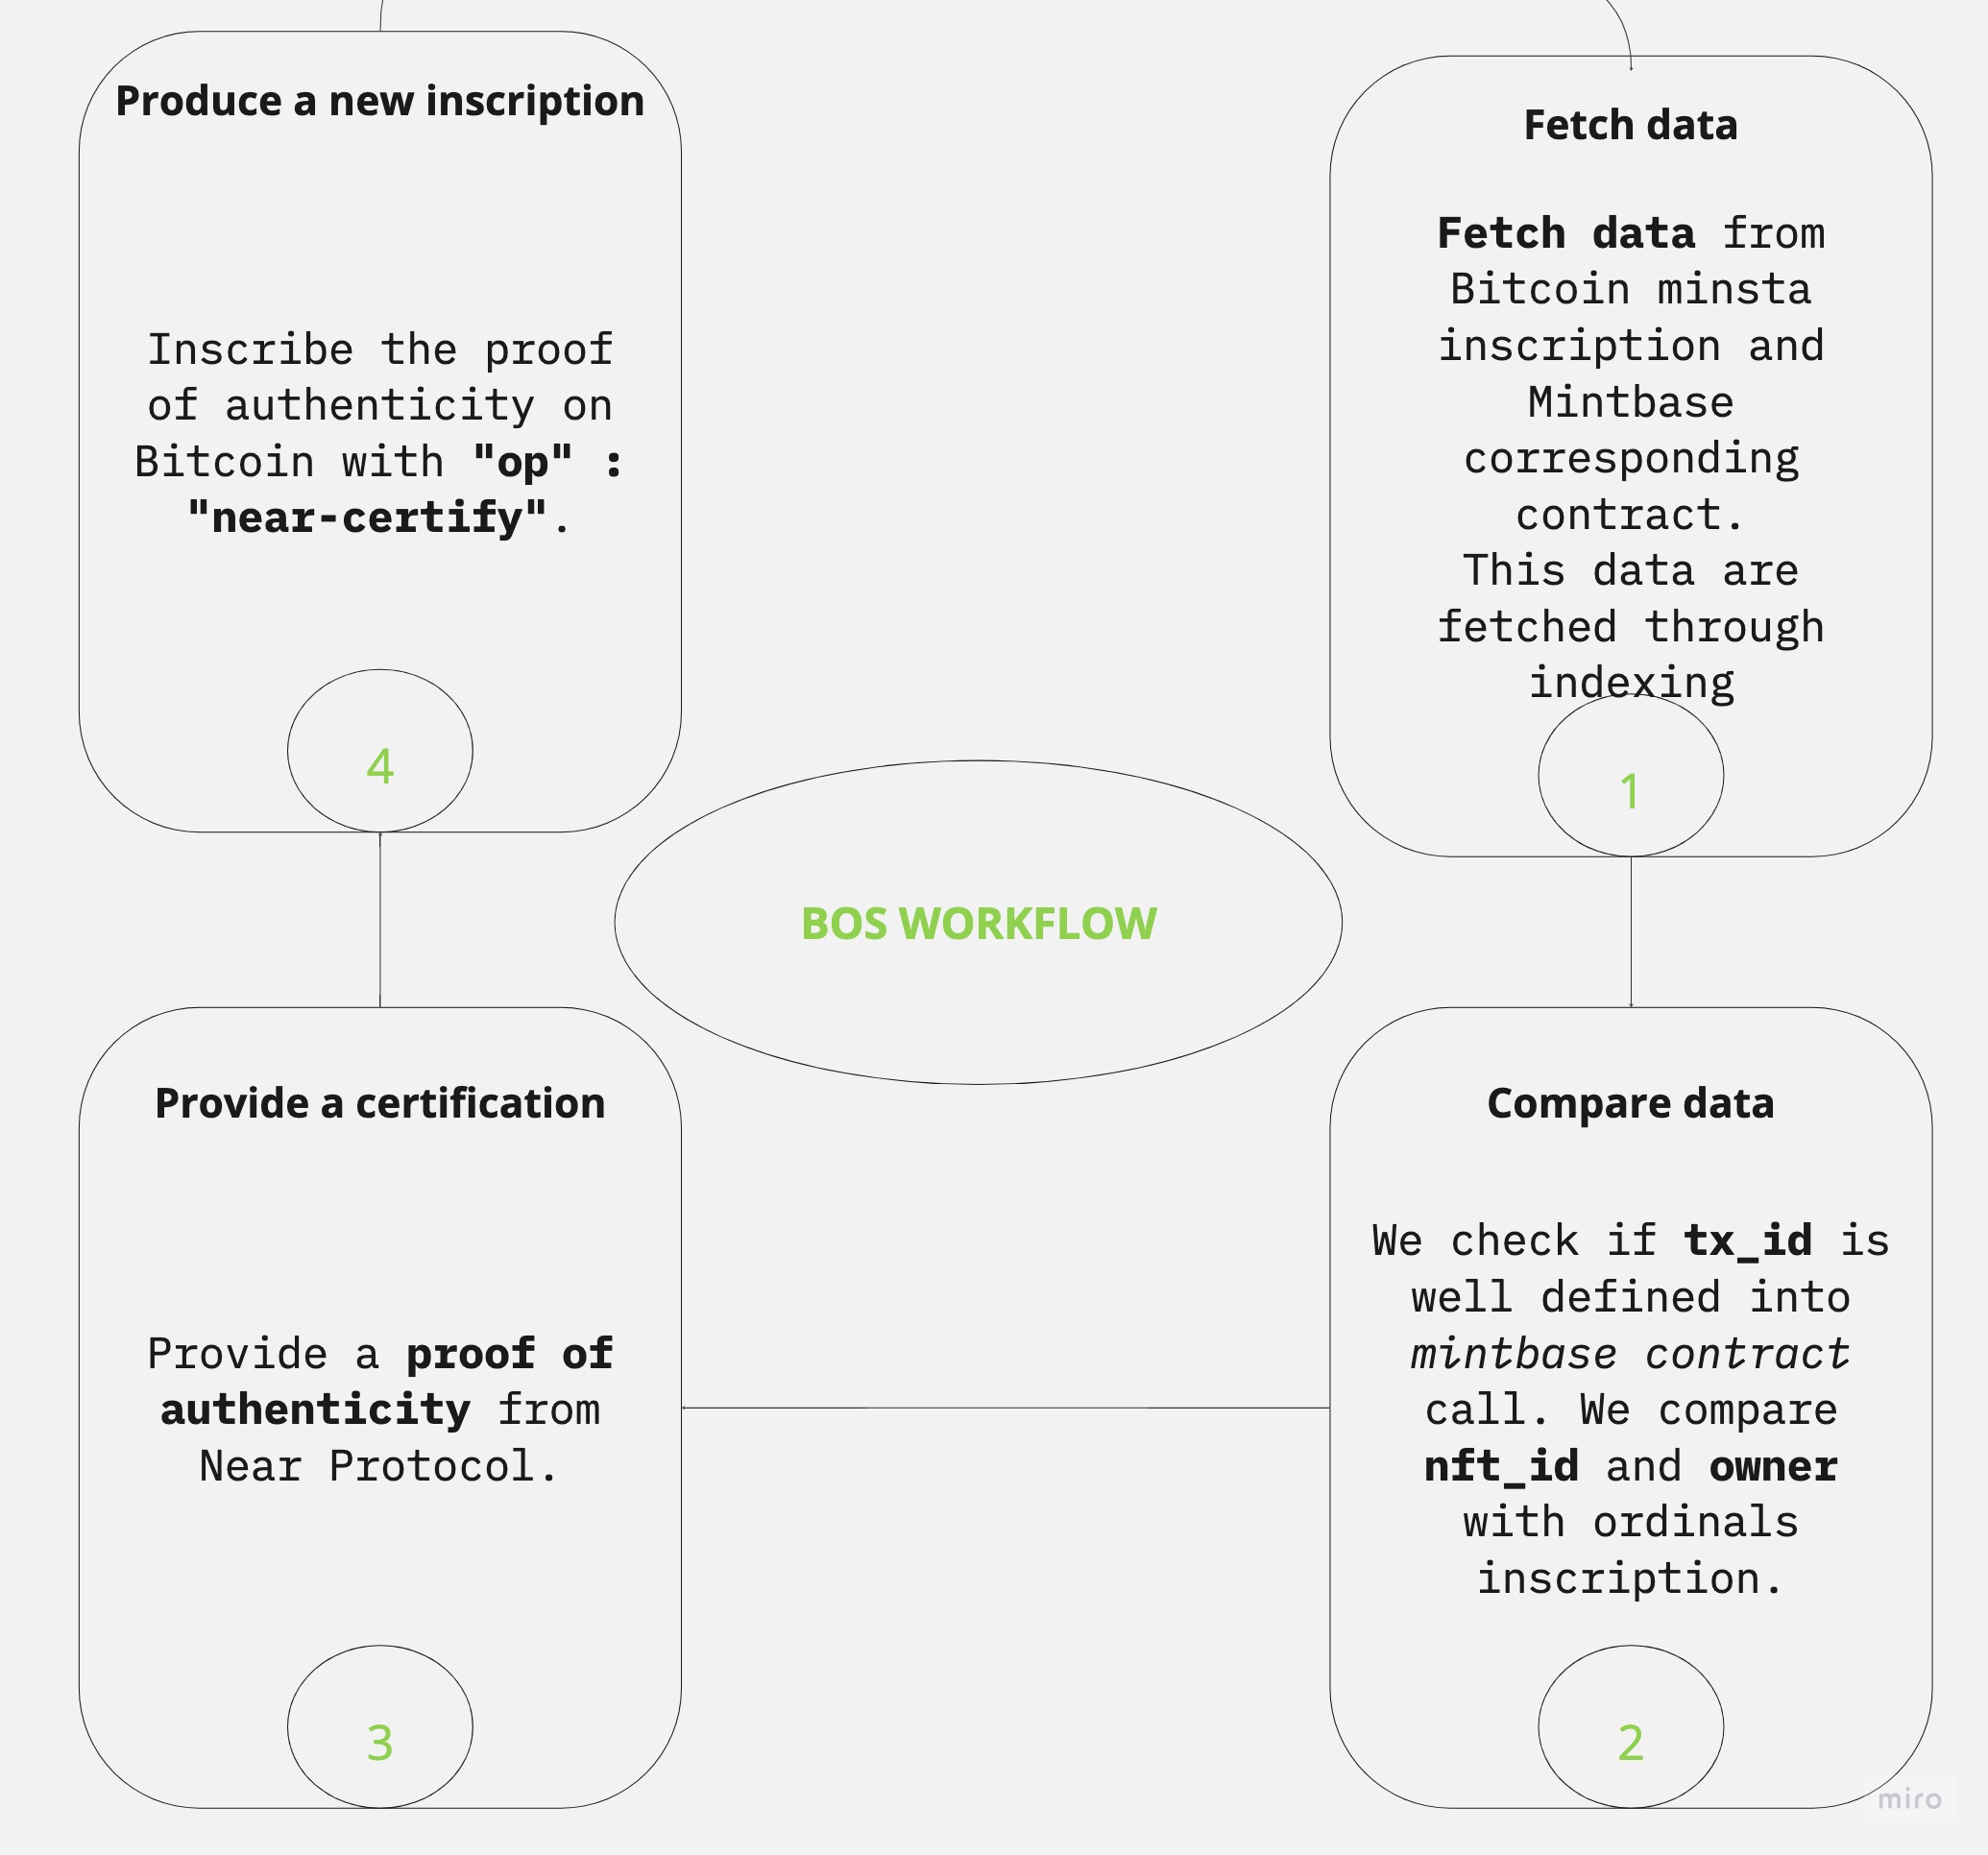 Produce a new inscription
Inscribe the proof
of authenticity on
Bitcoin with "op" :
"near-certify".
4
Fetch data
Fetch data from
Bitcoin minsta
inscription and
Mintbase
corresponding
contract.
This data are
fetched through
indexing
1
BOS WORKFLOW
Provide a certification
Provide a proof of
authenticity from
Near Protocol.
3
Compare data
We check if tx_id is
well defined into
mintbase contract
call. We compare
nft_id and owner
with ordinals
inscription.
2
miro